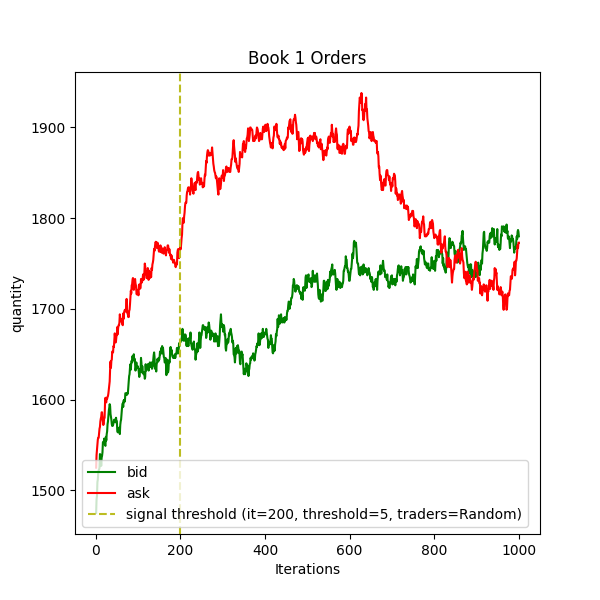 Book 1 Orders
1900
1800
1700
1600
1500
quantity
bid
ask
signal threshold (it=200, threshold=5, traders=Random)
0 200 400 600 800 1000
Iterations